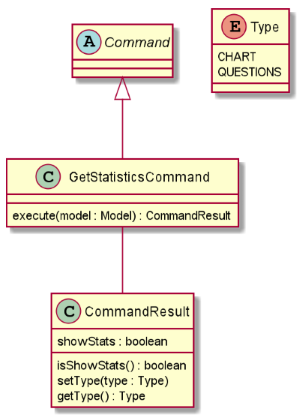 A Command
E Type
CHART
QUESTIONS
C GetStatisticsCommand
execute(model : Model) : CommandResult
C CommandResult
showStats : boolean
isShowStats() : boolean
setType(type : Type)
getType() : Type